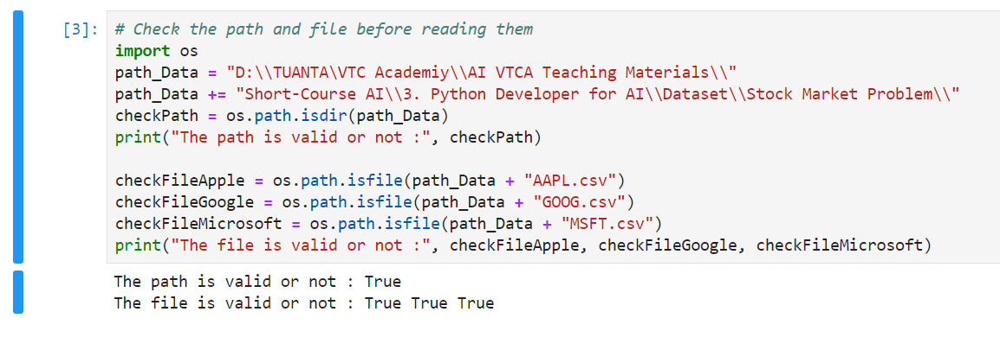 [3]: # Check the path and file before reading them
import os
path_Data = "D:\\TUANTA\VTC Academiy\\AI VTCA Teaching Materials\\"
path_Data += "Short-Course AI\\3. Python Developer for AI\\Dataset\\Stock Market Problem\\"
checkPath = os.path.isdir(path_Data)
print("The path is valid or not :", checkPath)
checkFileApple = os.path.isfile(path_Data + "AAPL.csv")
checkFileGoogle = os.path.isfile(path_Data + "GOOG.csv")
checkFileMicrosoft = os.path.isfile(path_Data + "MSFT.csv")
print("The file is valid or not :", checkFileApple, checkFileGoogle, checkFileMicrosoft)
The path is valid or not : True
The file is valid or not : True True True